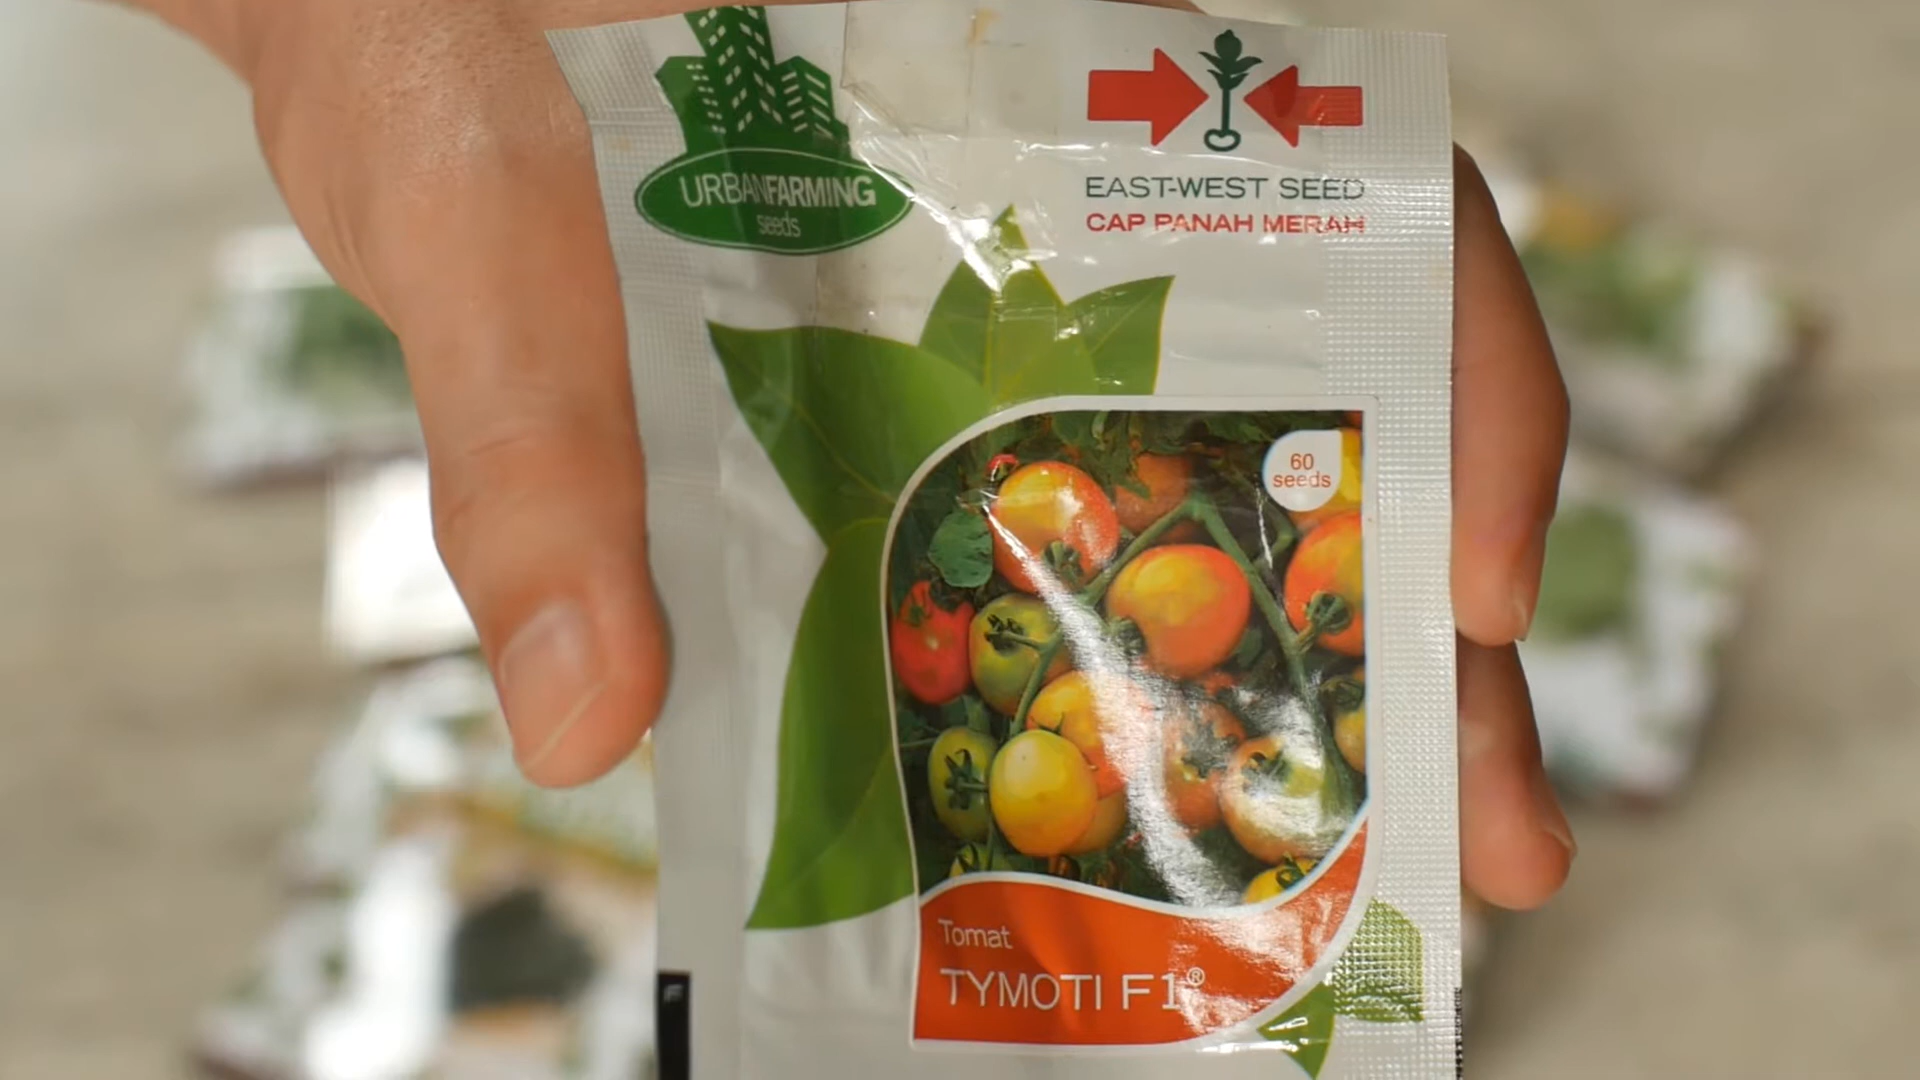 URBANFARMING
seeds
EAST-WEST SEED
CAP PANAH MERAH
60
seeds
Tomat
TYMOTI F1®
F